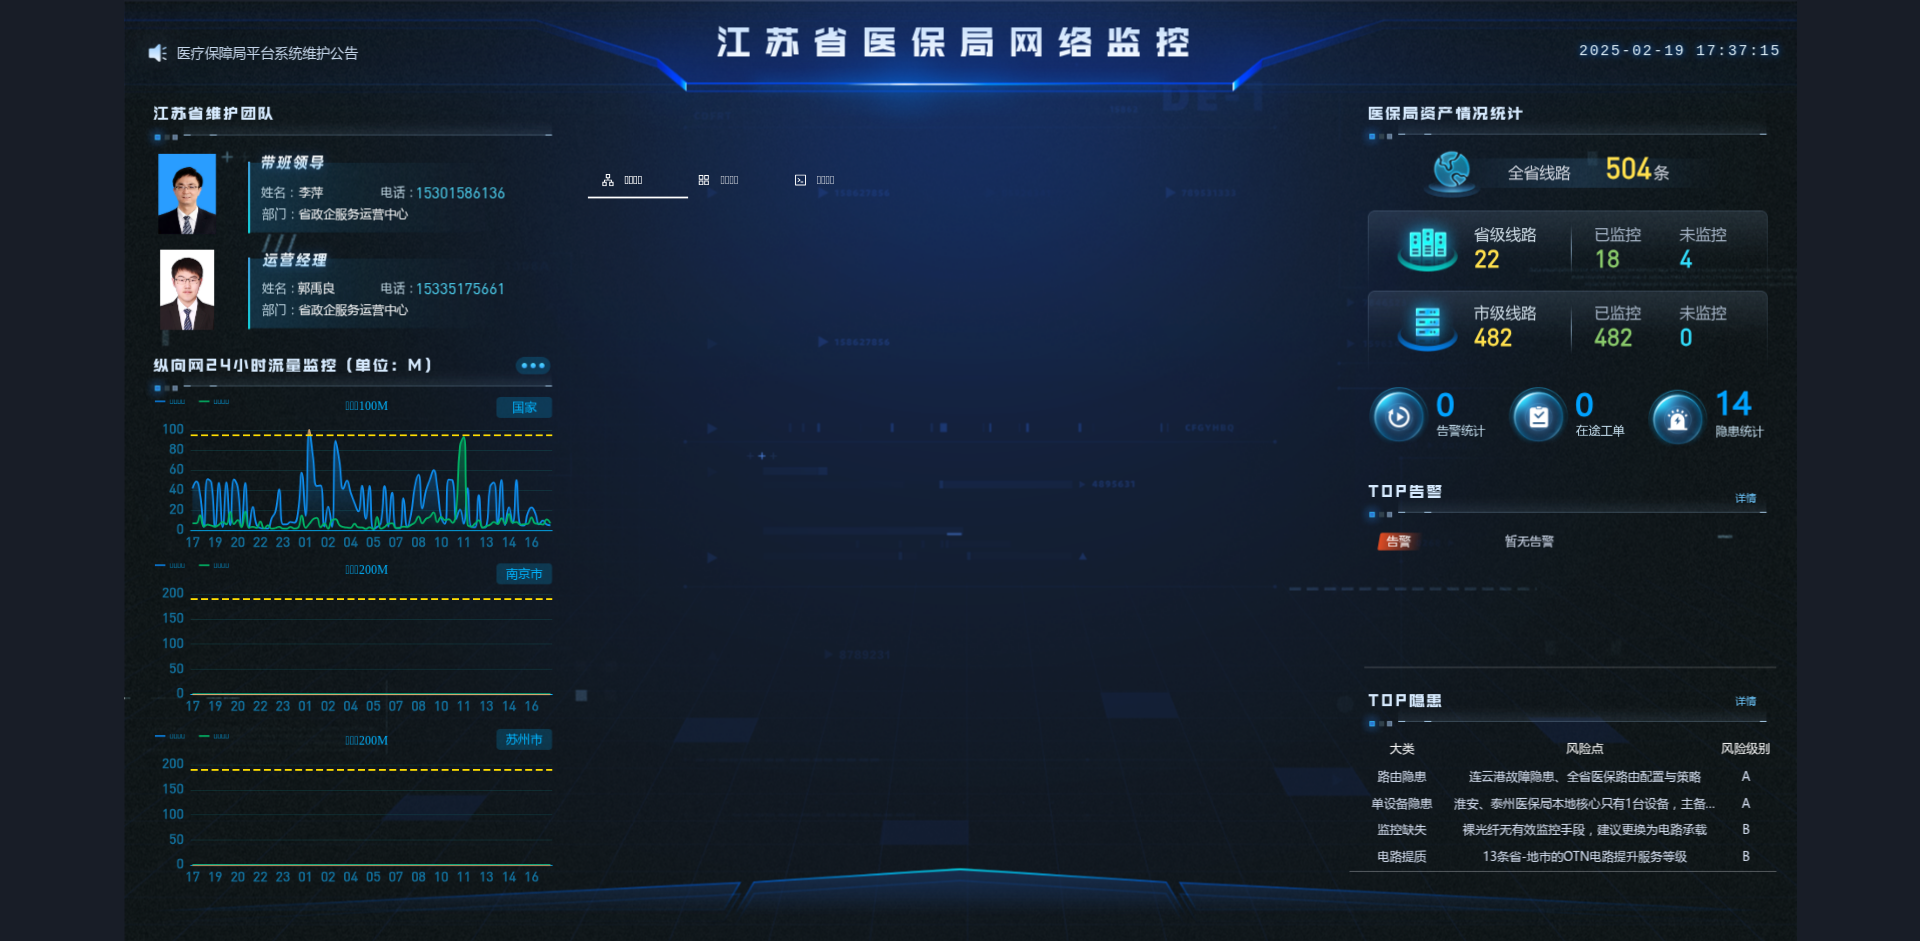 江苏省医保局网络监控
医疗保障局平台系统维护公告
2025-02-19 17:37:15
江苏省维护团队
带班领导
姓名：李萍 电话：15301586136
部门：省政企服务运营中心
运营经理
姓名：郭禹良 电话：15335175661
部门：省政企服务运营中心
纵向网24小时流量监控（单位：M）
100M 国家
100
80
60
40
20
0
17 19 20 22 23 01 02 04 05 07 08 10 11 13 14 16
200M 南京市
200
150
100
50
0
17 19 20 22 23 01 02 04 05 07 08 10 11 13 14 16
200M 苏州市
200
150
100
50
0
17 19 20 22 23 01 02 04 05 07 08 10 11 13 14 16
医保局资产情况统计
全省线路 504条
省级线路 已监控 未监控
22 18 4
市级线路 已监控 未监控
482 482 0
0 0 14
告警统计 在途工单 隐患统计
TOP告警 详情
告警 暂无告警
TOP隐患 详情
大类 风险点 风险级别
路由隐患 连云港故障隐患、全省医保路由配置与策略 A
单设备隐患 淮安、泰州医保局本地核心只有1台设备，主备... A
监控缺失 裸光纤无有效监控手段，建议更换为电路承载 B
电路提质 13条省-地市的OTN电路提升服务等级 B